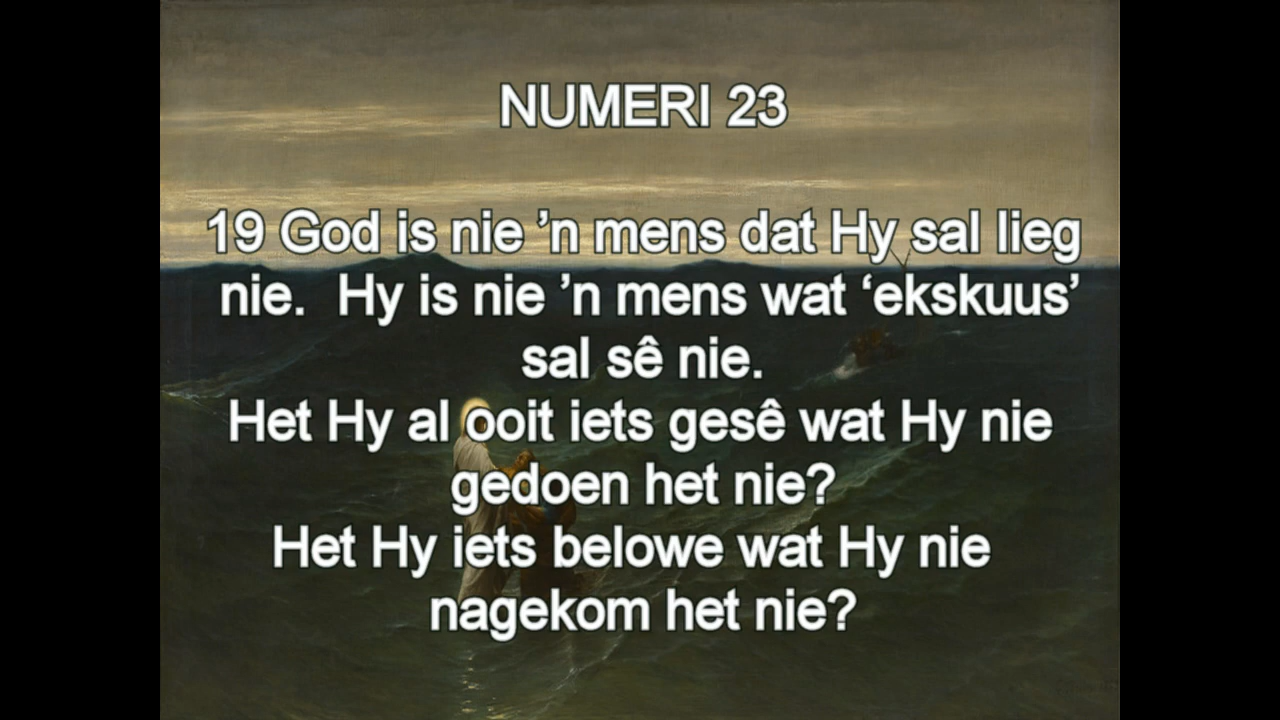 NUMERI 23
19 God is nie ’n mens dat Hy sal lieg
nie.  Hy is nie ’n mens wat ‘ekskuus’
sal sê nie.
Het Hy al ooit iets gesê wat Hy nie
gedoen het nie?
Het Hy iets belowe wat Hy nie
nagekom het nie?